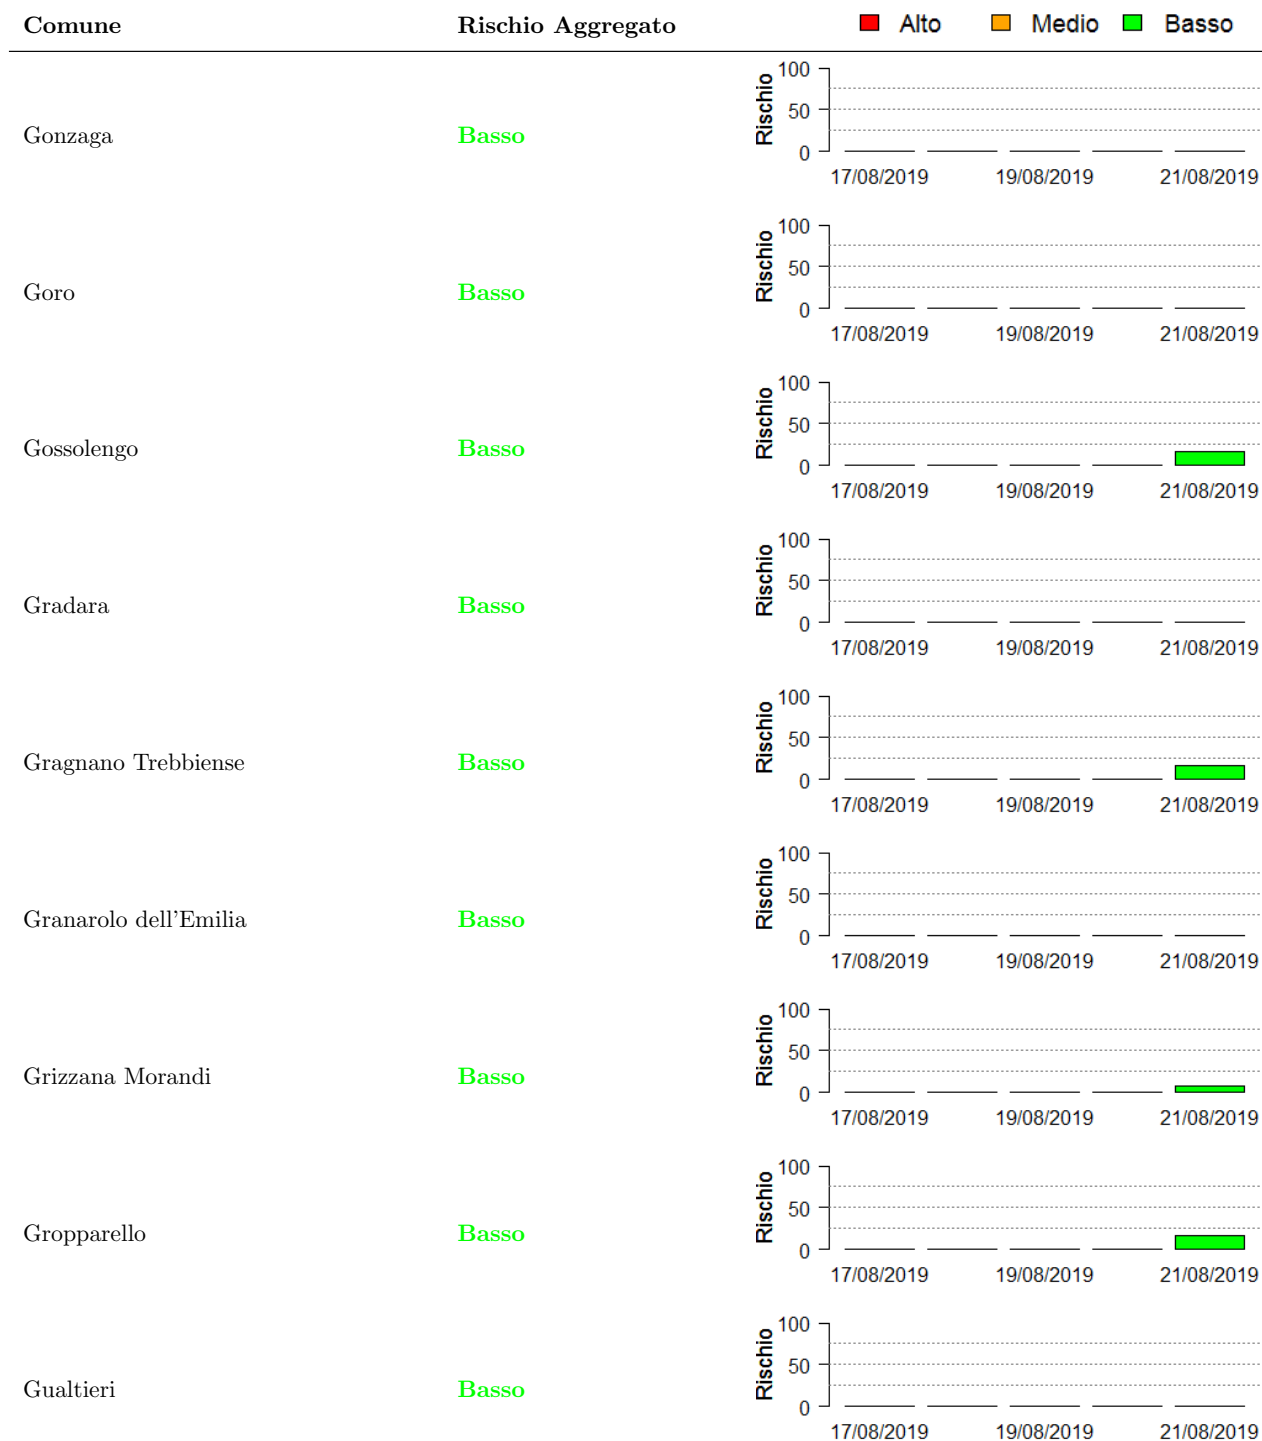 Comune Rischio Aggregato Alto Medio Basso
Gonzaga Basso Rischio 100 50 0
17/08/2019 19/08/2019 21/08/2019
Goro Basso Rischio 100 50 0
17/08/2019 19/08/2019 21/08/2019
Gossolengo Basso Rischio 100 50 0
17/08/2019 19/08/2019 21/08/2019
Gradara Basso Rischio 100 50 0
17/08/2019 19/08/2019 21/08/2019
Gragnano Trebbiense Basso Rischio 100 50 0
17/08/2019 19/08/2019 21/08/2019
Granarolo dell'Emilia Basso Rischio 100 50 0
17/08/2019 19/08/2019 21/08/2019
Grizzana Morandi Basso Rischio 100 50 0
17/08/2019 19/08/2019 21/08/2019
Gropparello Basso Rischio 100 50 0
17/08/2019 19/08/2019 21/08/2019
Gualtieri Basso Rischio 100 50 0
17/08/2019 19/08/2019 21/08/2019